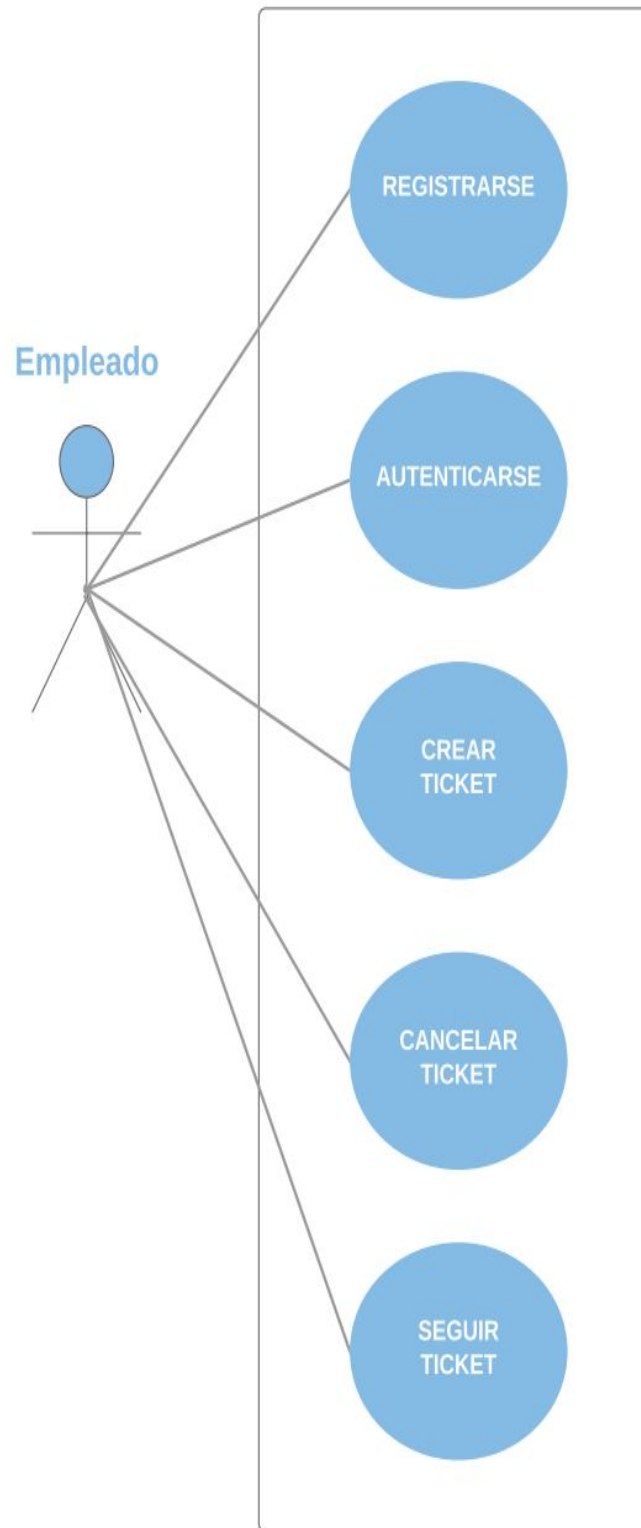 REGISTRARSE
Empleado
AUTENTICARSE
CREAR
TICKET
CANCELAR
TICKET
SEGUIR
TICKET